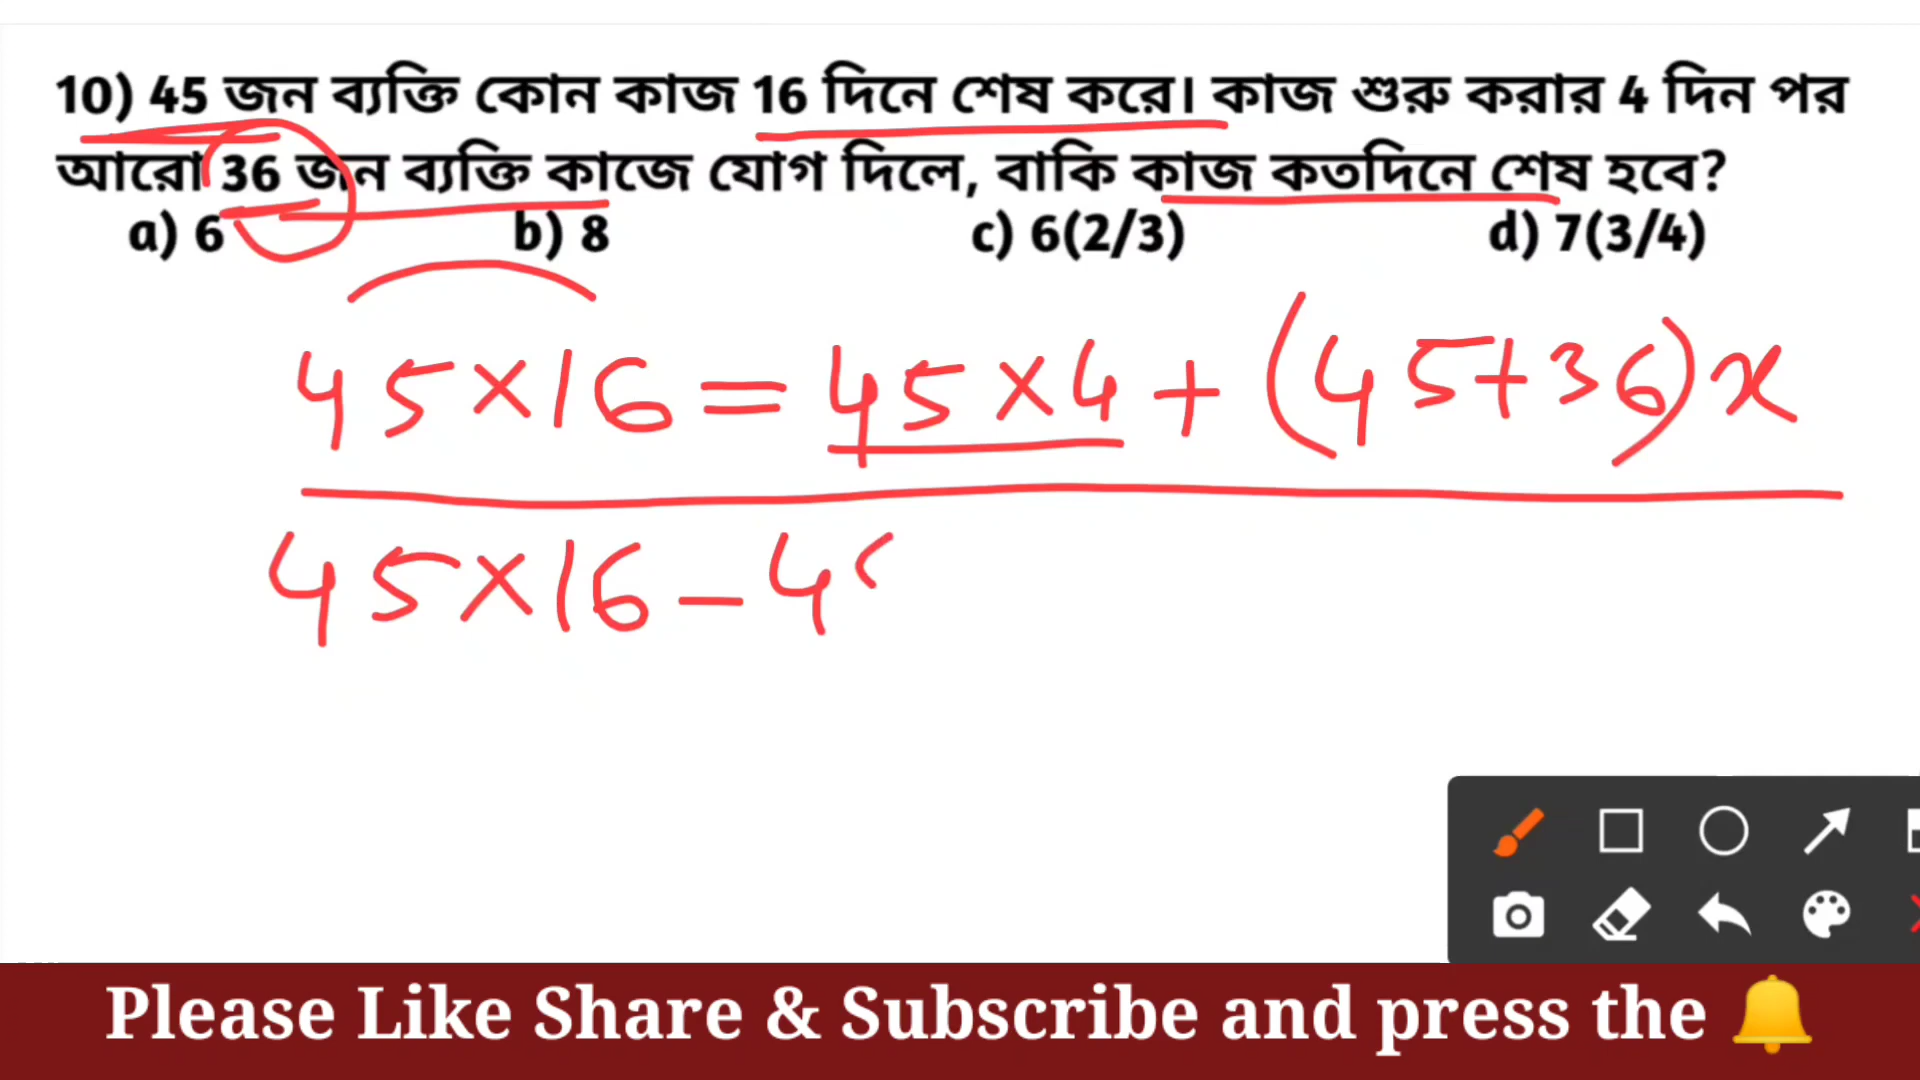 10) 45 জন ব্যক্তি কোন কাজ 16 দিনে শেষ করে। কাজ শুরু করার 4 দিন পর
আরো 36 জন ব্যক্তি কাজে যোগ দিলে, বাকি কাজ কতদিনে শেষ হবে?
a) 6 b) 8 c) 6(2/3) d) 7(3/4)
45×16=45×4+(45+36)x
45×16-4
Please Like Share & Subscribe and press the 🔔